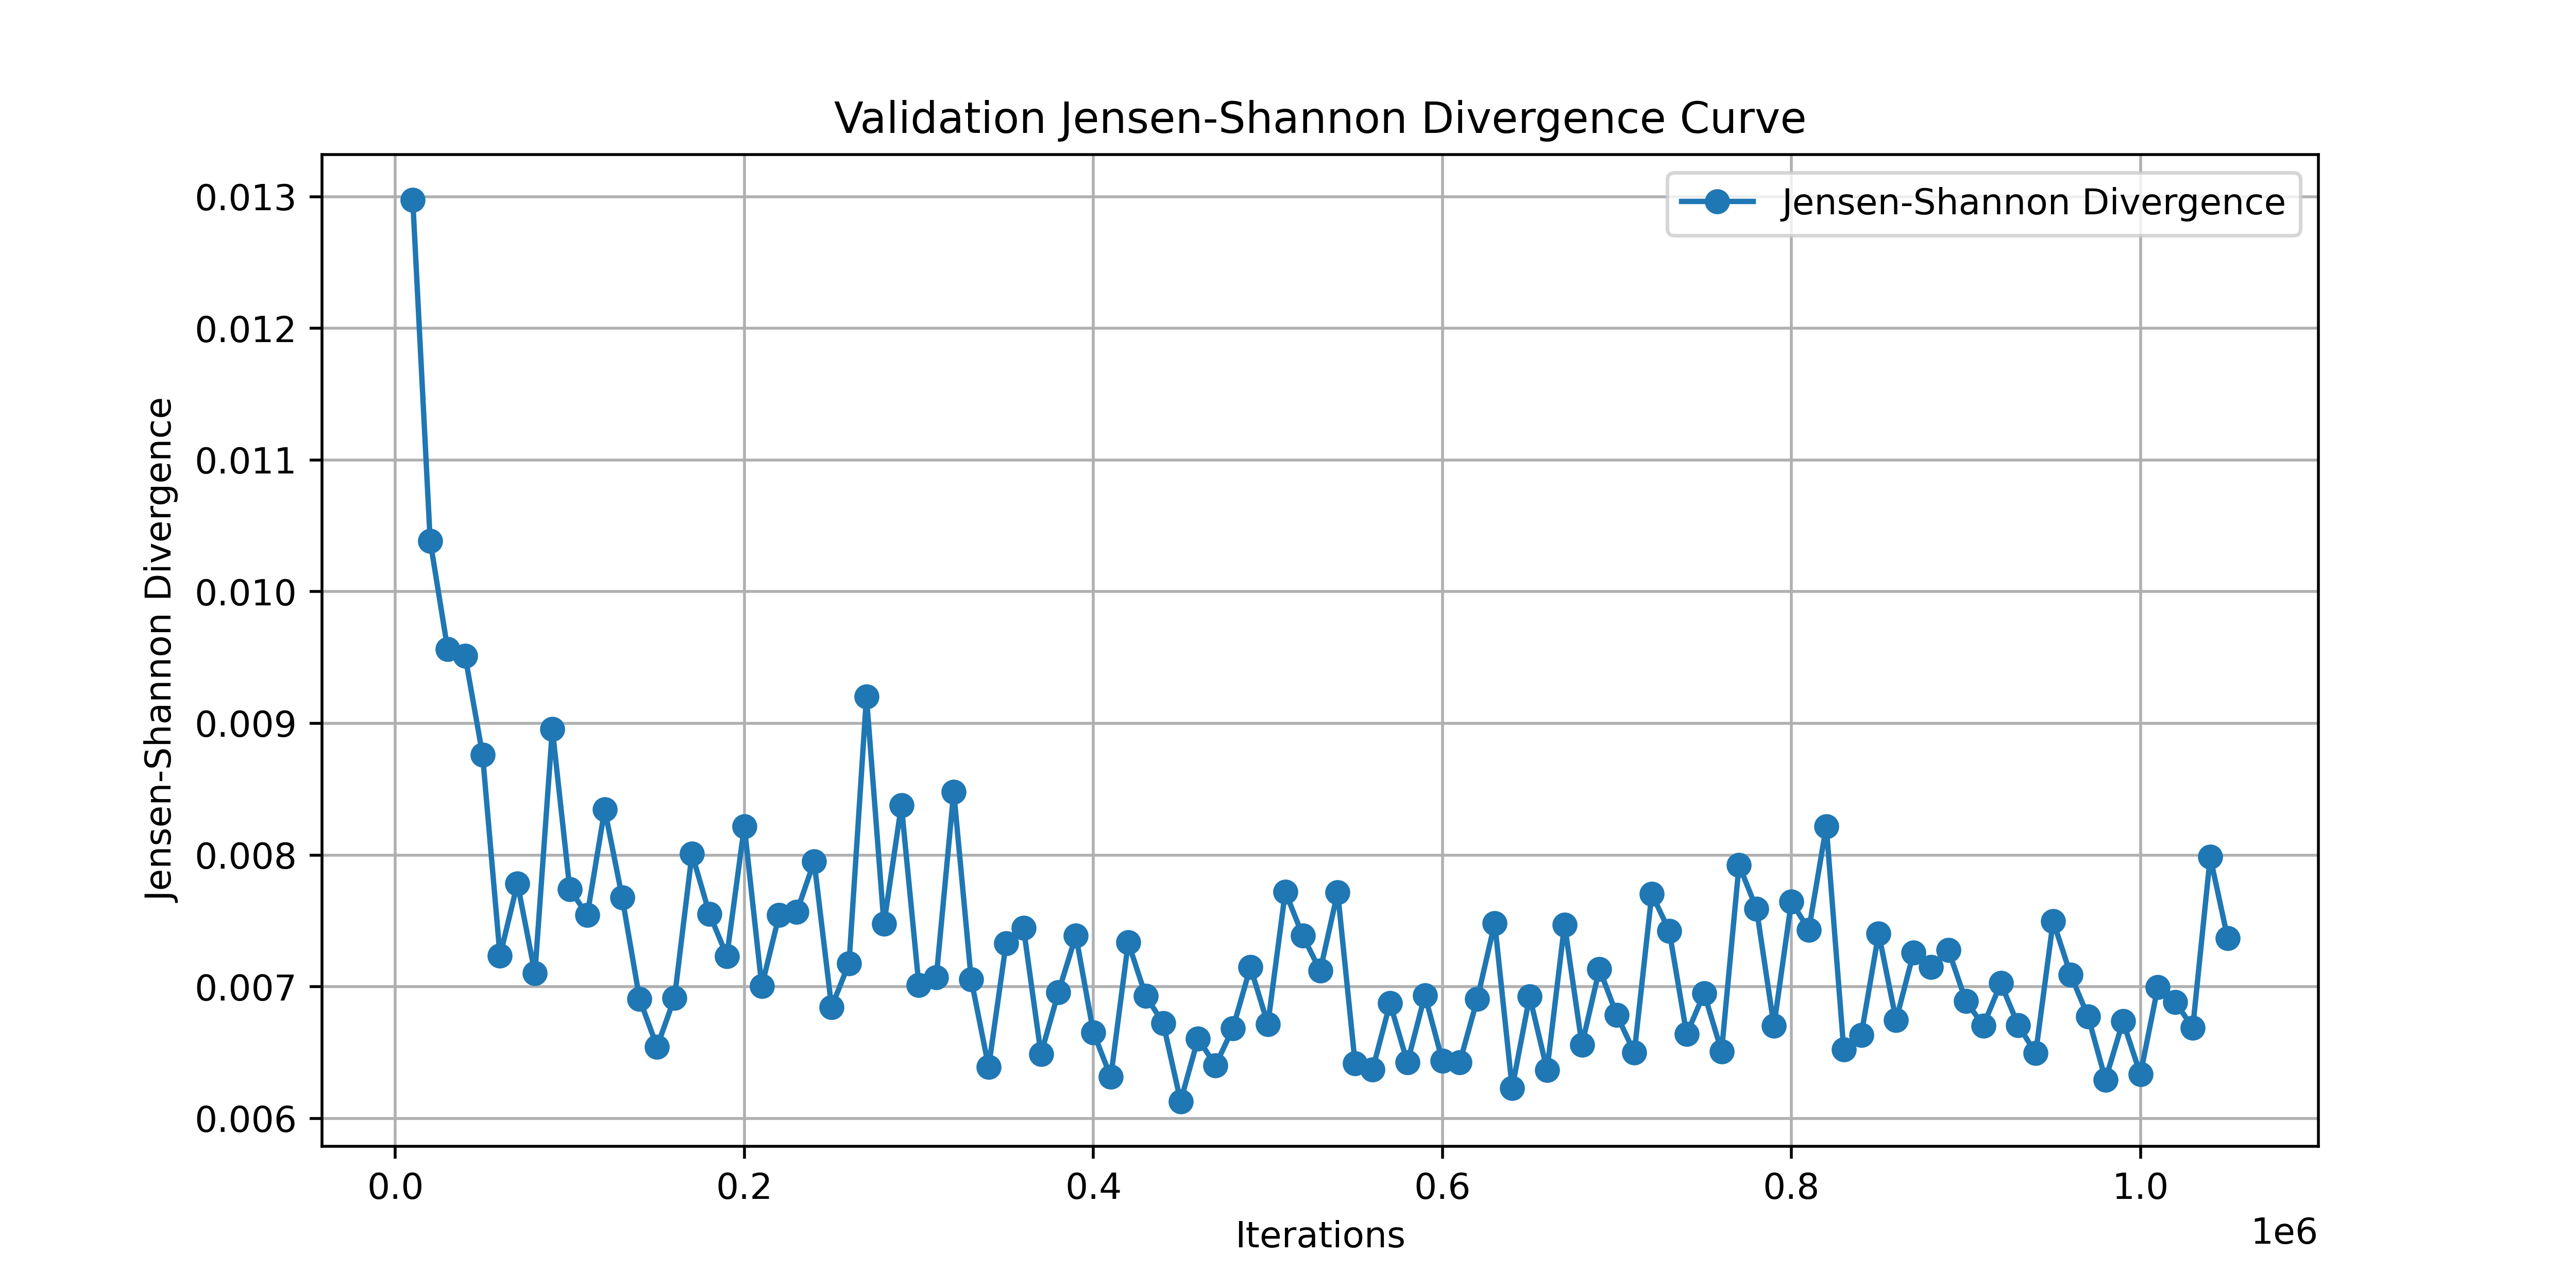 Validation Jensen-Shannon Divergence Curve
Jensen-Shannon Divergence
Jensen-Shannon Divergence
0.013
0.012
0.011
0.010
0.009
0.008
0.007
0.006
0.0 0.2 0.4 0.6 0.8 1.0
Iterations
1e6